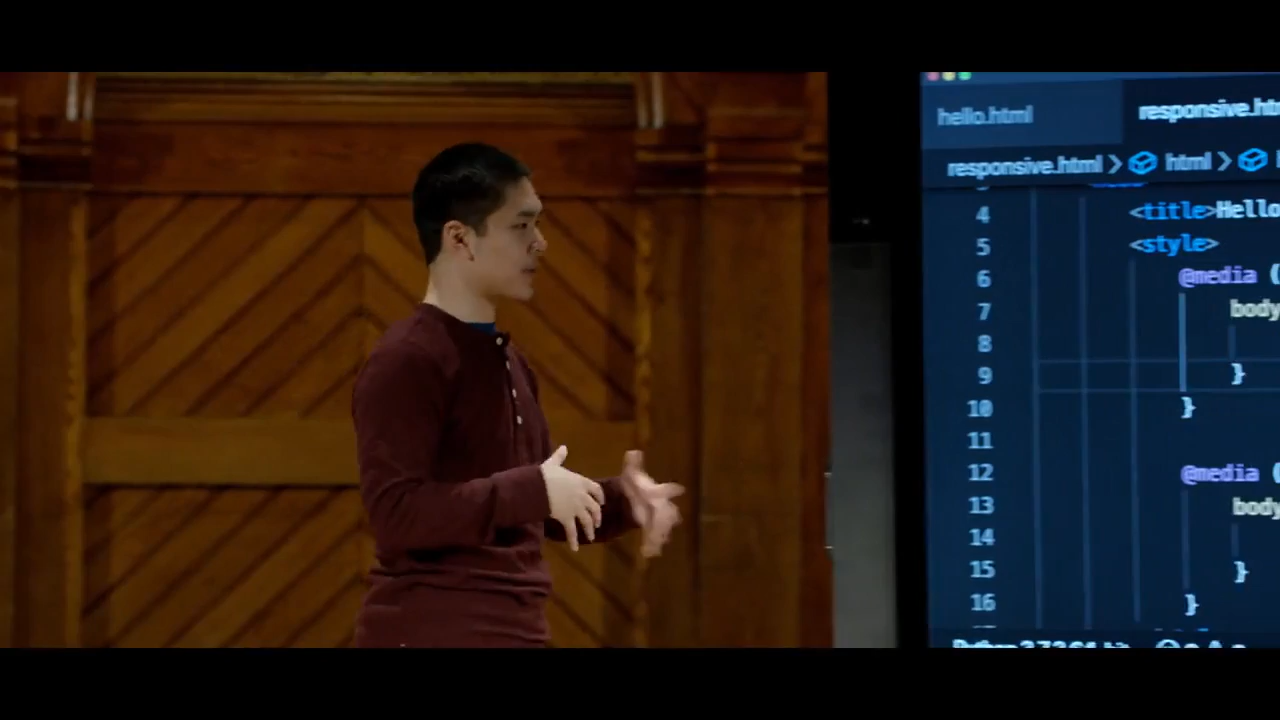 hello.html
responsive.htm
responsive.html > html >
4 <title>Hello
5 <style>
6 @media (
7 body
8
9 }
10 }
11
12 @media (
13 body
14
15 }
16 }